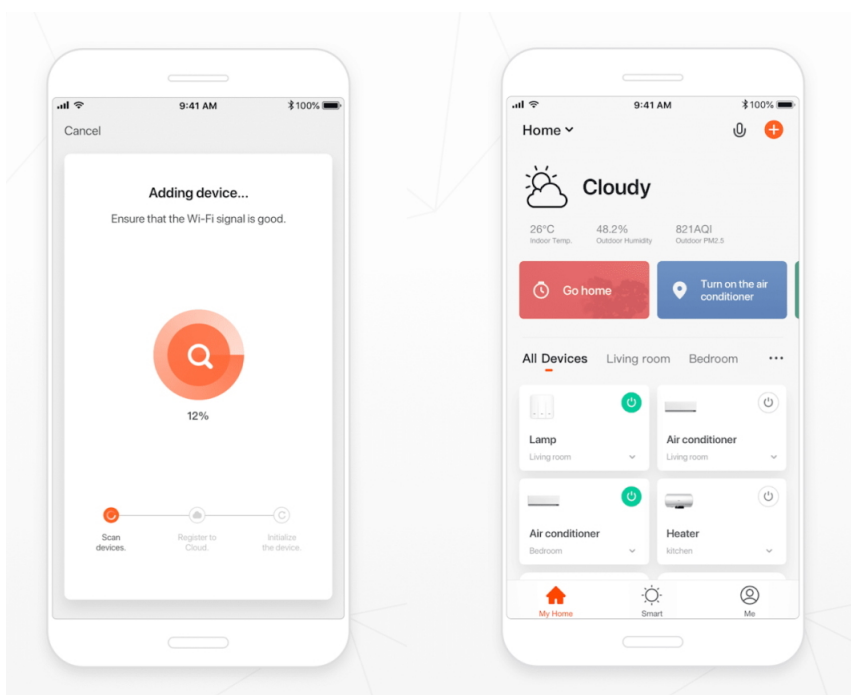 9:41 AM
100%
Cancel
Adding device...
Ensure that the Wi-Fi signal is good.
12%
Scan
devices.
Register to
Cloud.
Initialize
the device.
9:41 AM
100%
Home
Cloudy
26°C
48.2%
821AQI
Indoor Temp.
Outdoor Humidity
Outdoor PM2.5
Go home
Turn on the air
conditioner
All Devices
Living room
Bedroom
Lamp
Living room
Air conditioner
Living room
Air conditioner
Bedroom
Heater
kitchen
My Home
Smart
Me